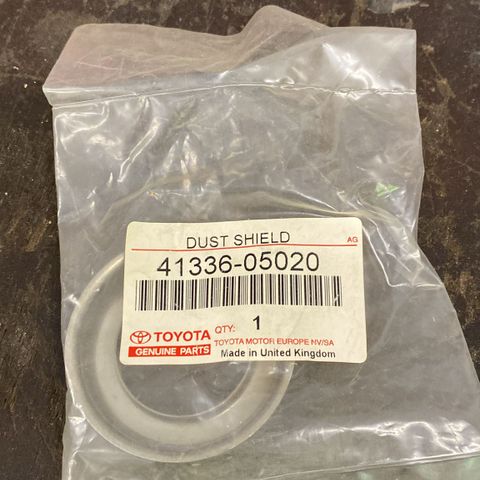 DUST SHIELD
AG
41336-05020
TOYOTA
GENUINE PARTS
QTY:
1
TOYOTA MOTOR EUROPE NV/SA
Made in United Kingdom